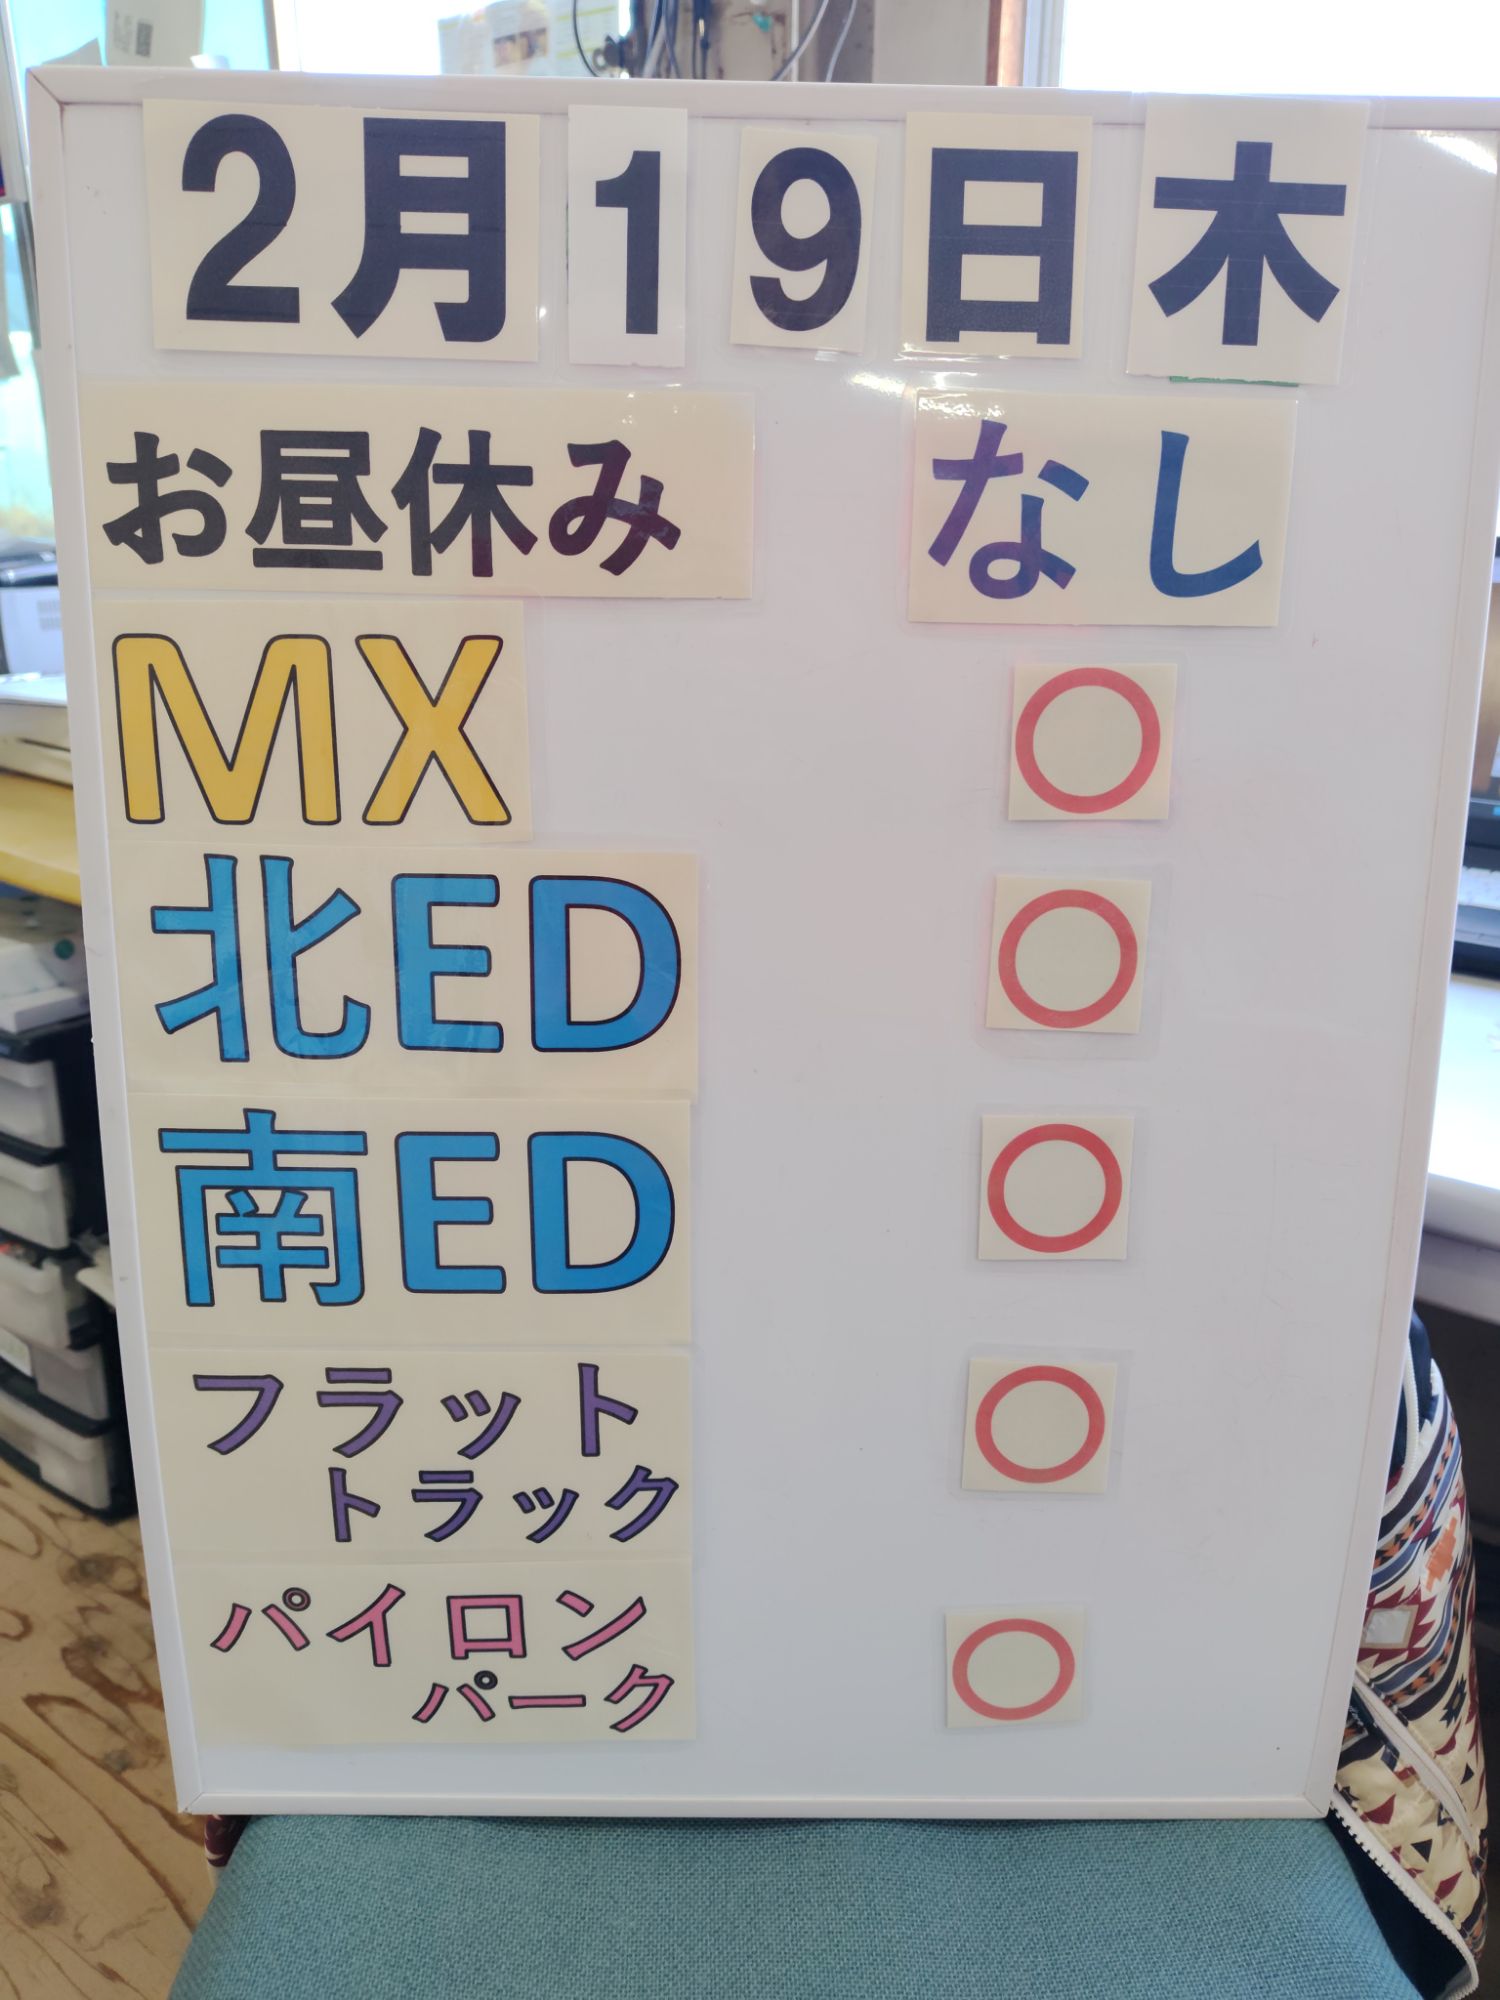 2月19日木
お昼休み なし
MX ○
北ED ○
南ED ○
フラット
トラック ○
パイロン
パーク ○